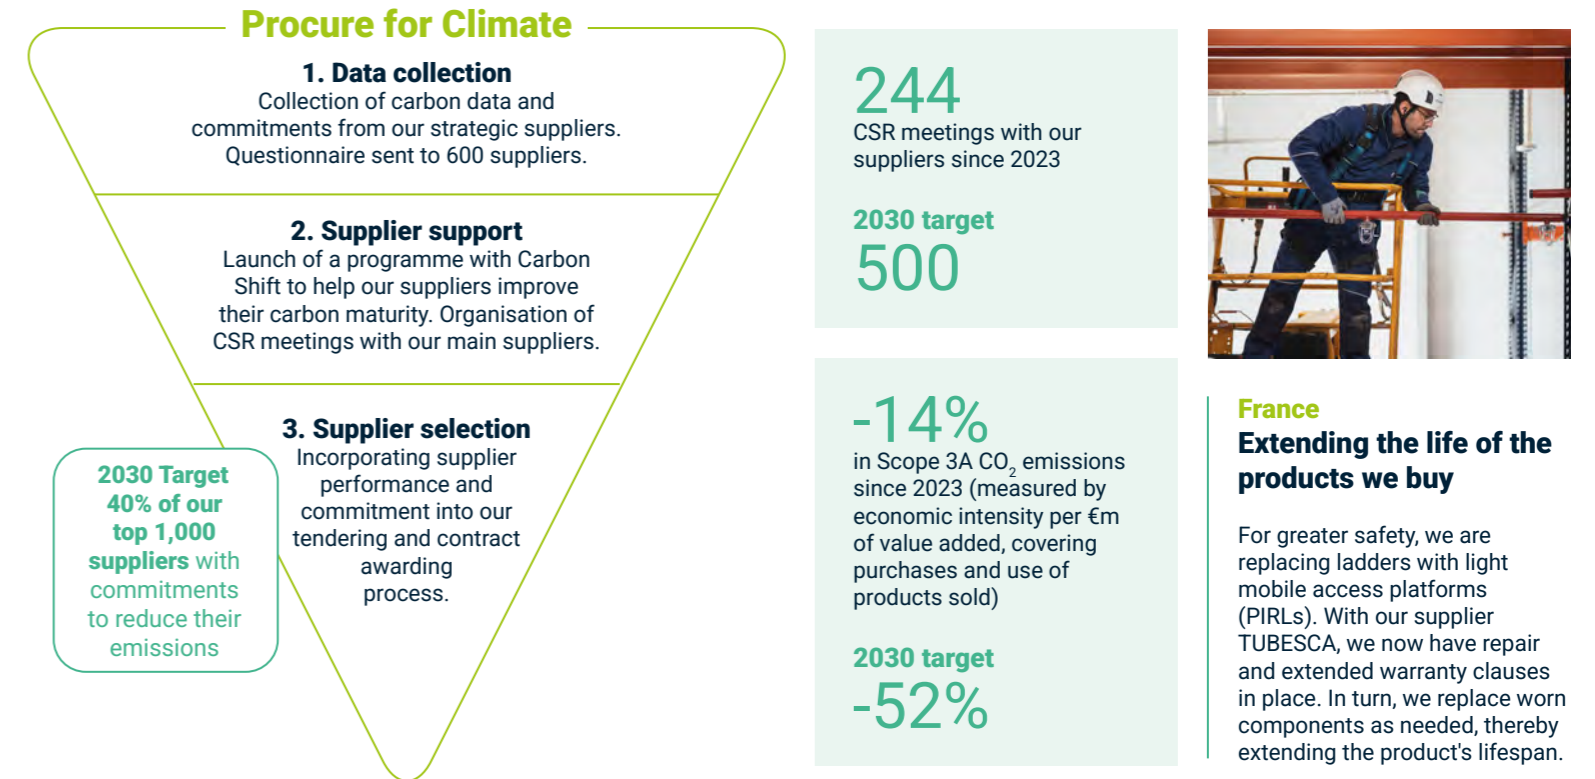 Procure for Climate
1. Data collection
Collection of carbon data and
commitments from our strategic suppliers.
Questionnaire sent to 600 suppliers.
2. Supplier support
Launch of a programme with Carbon
Shift to help our suppliers improve
their carbon maturity. Organisation of
CSR meetings with our main suppliers.
3. Supplier selection
Incorporating supplier
performance and
commitment into our
tendering and contract
awarding
process.
2030 Target
40% of our
top 1,000
suppliers with
commitments
to reduce their
emissions
244
CSR meetings with our
suppliers since 2023
2030 target
500
-14%
in Scope 3A CO₂ emissions
since 2023 (measured by
economic intensity per €m
of value added, covering
purchases and use of
products sold)
2030 target
-52%
France
Extending the life of the
products we buy
For greater safety, we are
replacing ladders with light
mobile access platforms
(PIRLs). With our supplier
TUBESCA, we now have repair
and extended warranty clauses
in place. In turn, we replace worn
components as needed, thereby
extending the product's lifespan.